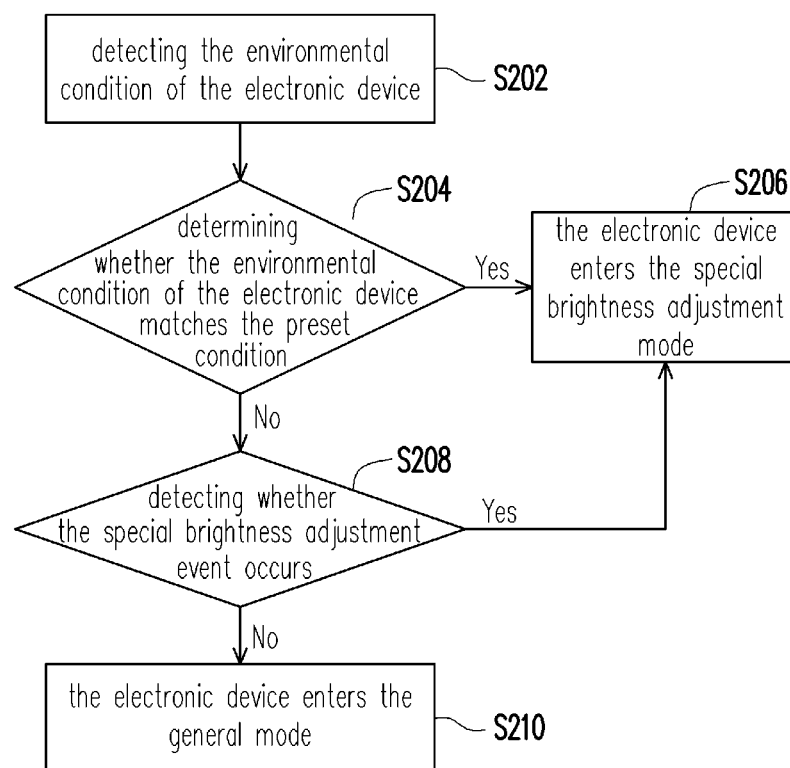 detecting the environmental
condition of the electronic device
S202
S204
determining
whether the environmental
condition of the electronic device
matches the preset
condition
Yes
S206
the electronic device
enters the special
brightness adjustment
mode
No
S208
detecting whether
the special brightness adjustment
event occurs
Yes
No
the electronic device enters the
general mode
S210